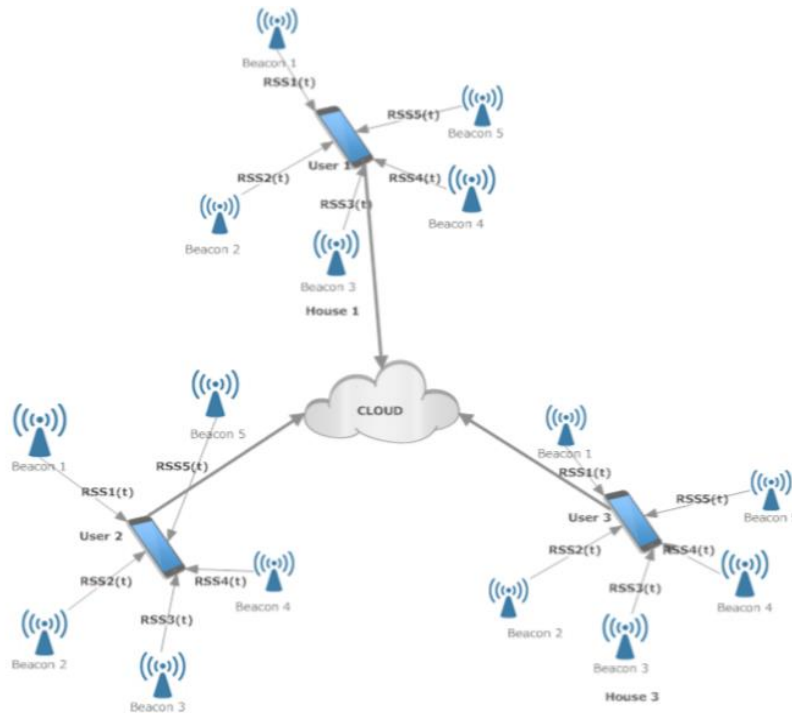 Beacon 1
RSS1(t)
RSS5(t)
Beacon 5
User 1
RSS2(t)
RSS4(t)
RSS3(t)
Beacon 4
Beacon 2
Beacon 3
House 1
CLOUD
Beacon 5
Beacon 1
RSS5(t)
RSS1(t)
User 2
RSS2(t)
RSS4(t)
Beacon 4
RSS3(t)
Beacon 2
Beacon 3
Beacon 1
RSS1(t)
RSS5(t)
User 3
Beacon
RSS2(t)
RSS4(t)
RSS3(t)
Beacon 4
Beacon 2
Beacon 3
House 3